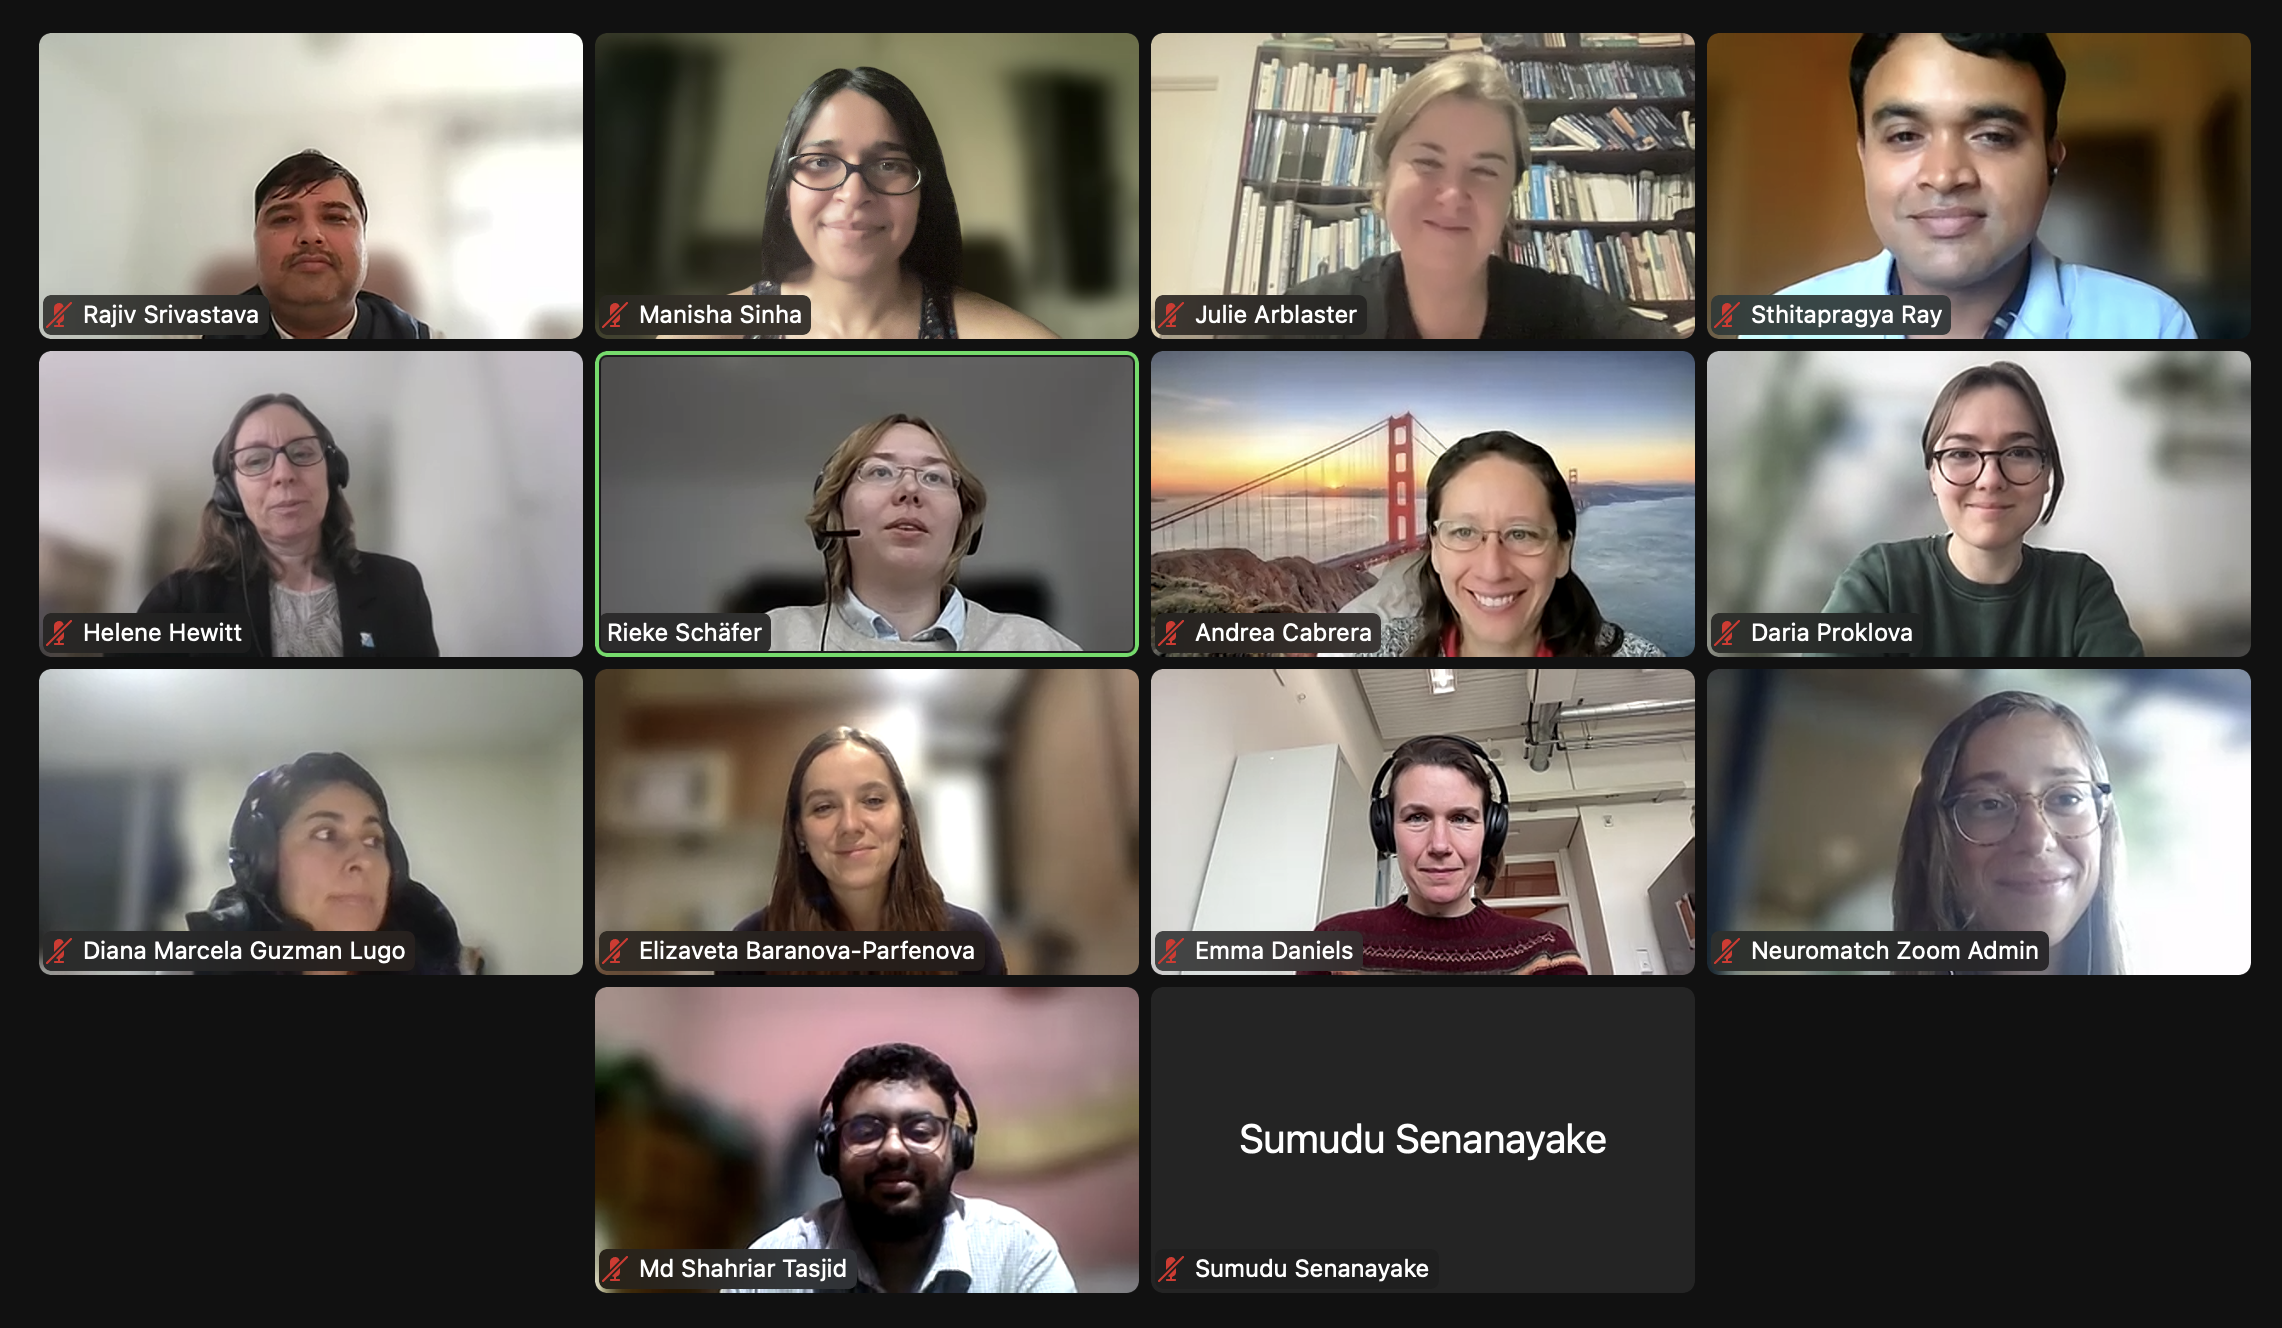 Rajiv Srivastava
Manisha Sinha
Julie Arblaster
Sthitapragya Ray
Helene Hewitt
Rieke Schäfer
Andrea Cabrera
Daria Proklova
Diana Marcela Guzman Lugo
Elizaveta Baranova-Parfenova
Emma Daniels
Neuromatch Zoom Admin
Md Shahriar Tasjid
Sumudu Senanayake
Sumudu Senanayake